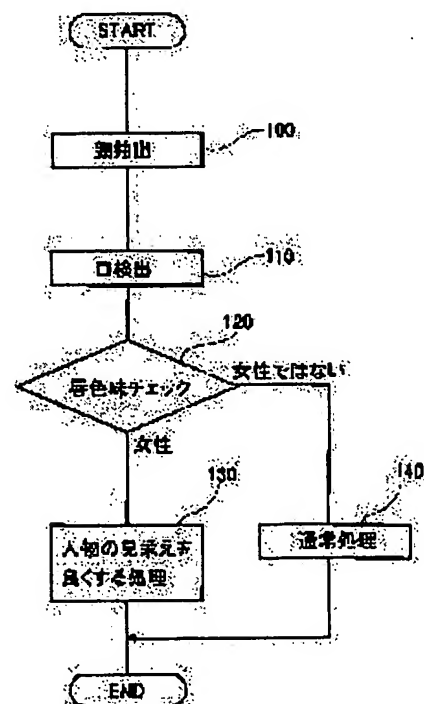 START
100
顔抽出
110
口検出
120
唇色味チェック
女性ではない
女性
130
140
人物の見栄えを
良くする処理
通常処理
END